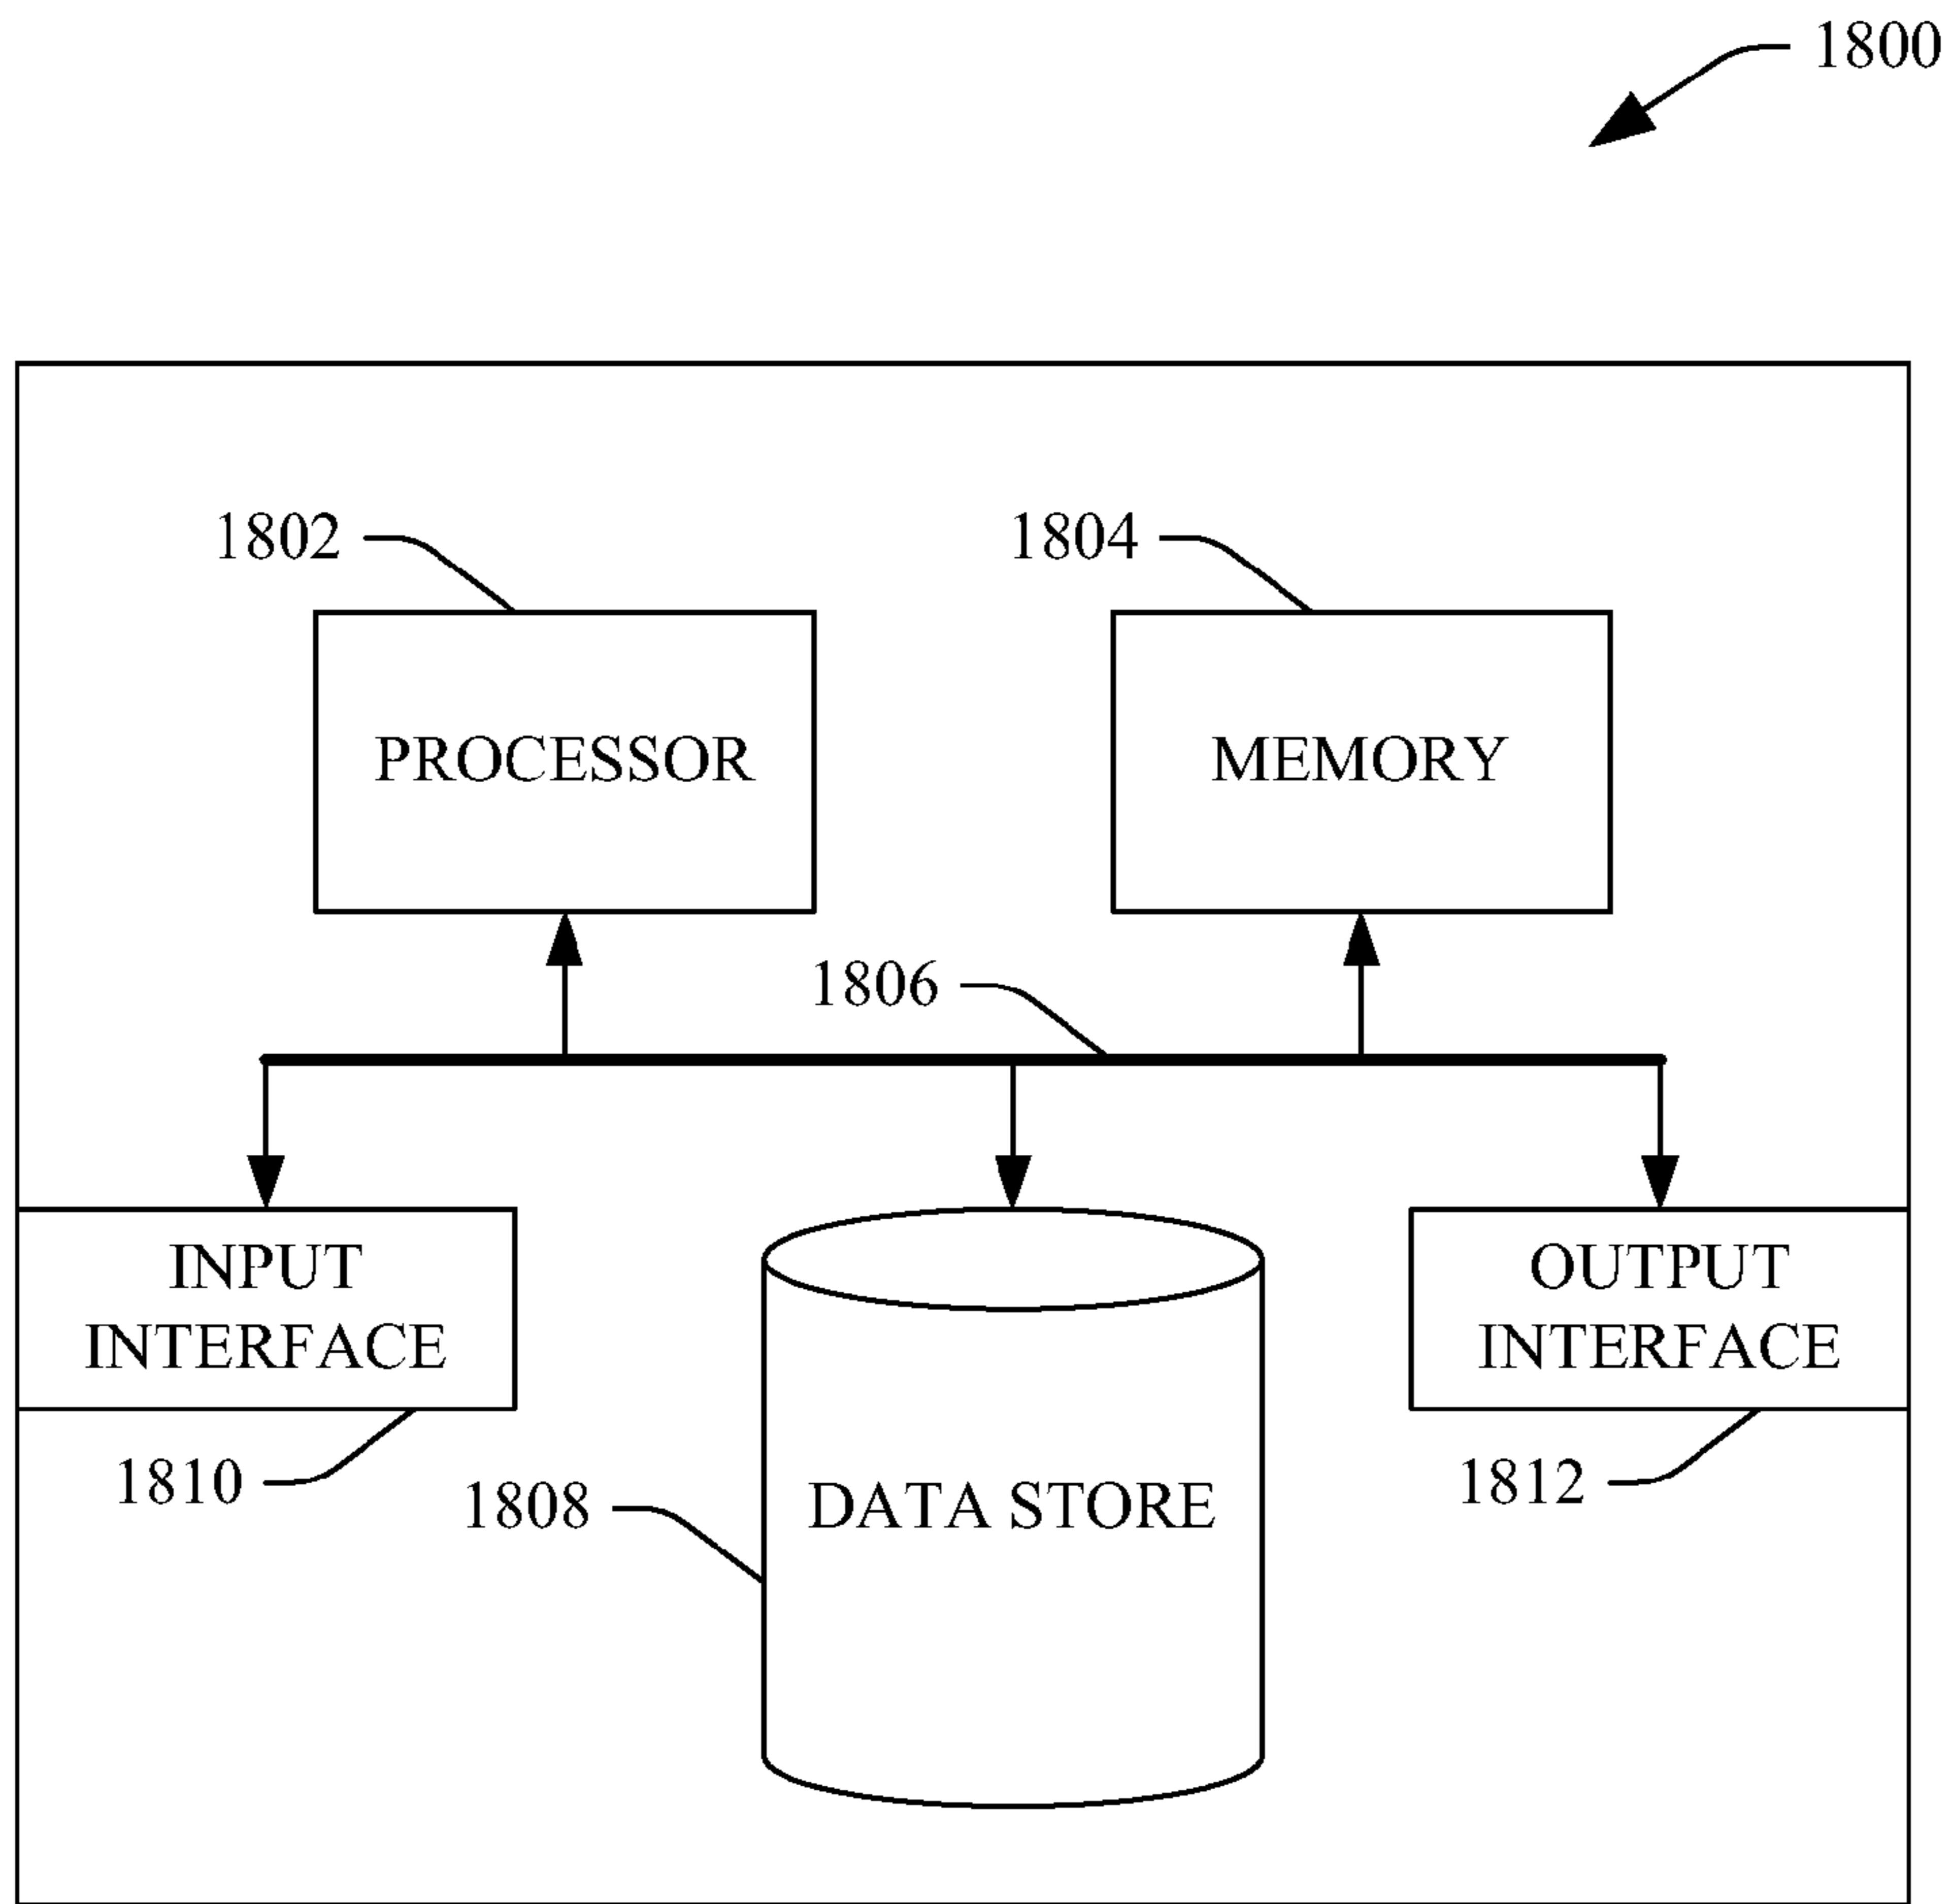 1800
1802
1804
PROCESSOR
MEMORY
1806
INPUT
INTERFACE
OUTPUT
INTERFACE
1810
1808
DATA STORE
1812